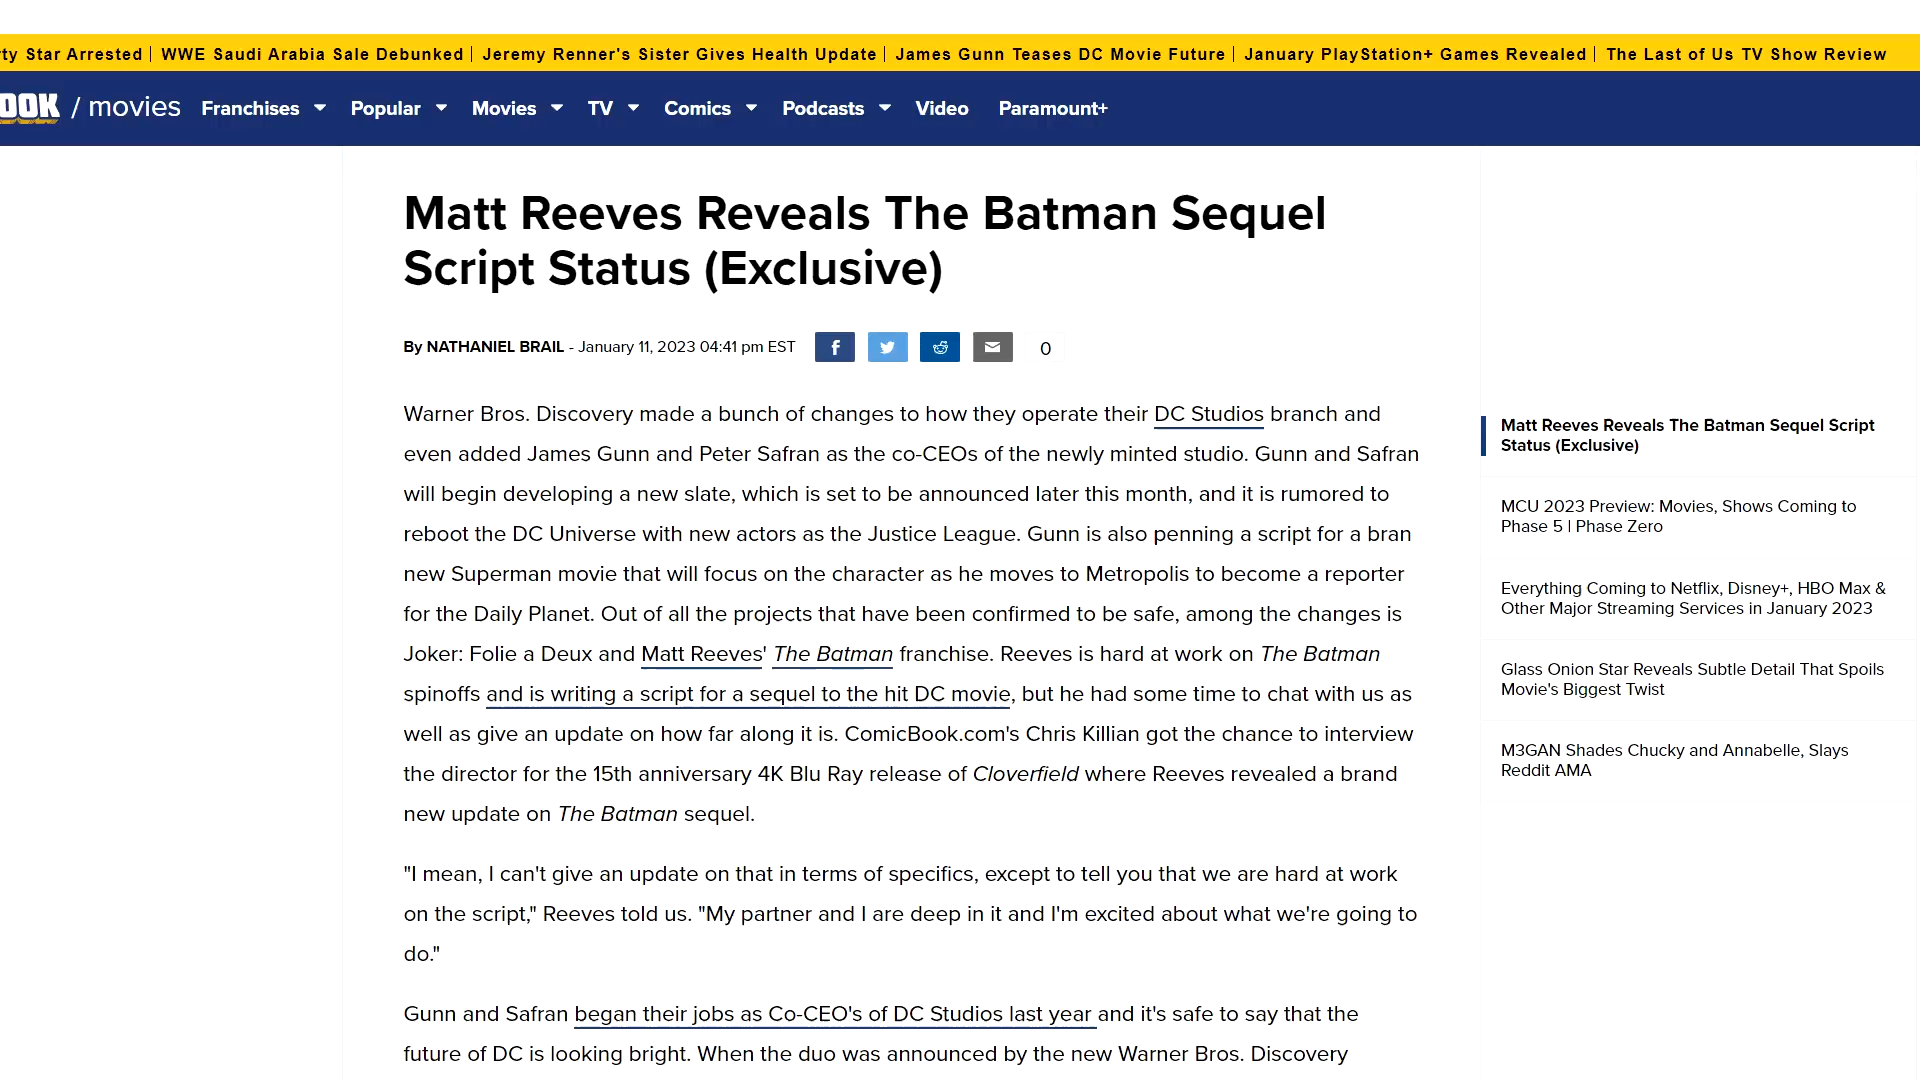 ty Star Arrested | WWE Saudi Arabia Sale Debunked | Jeremy Renner's Sister Gives Health Update | James Gunn Teases DC Movie Future | January PlayStation+ Games Revealed | The Last of Us TV Show Review
OOK / movies Franchises Popular Movies TV Comics Podcasts Video Paramount+
Matt Reeves Reveals The Batman Sequel
Script Status (Exclusive)
By NATHANIEL BRAIL - January 11, 2023 04:41 pm EST 0
Warner Bros. Discovery made a bunch of changes to how they operate their DC Studios branch and
even added James Gunn and Peter Safran as the co-CEOs of the newly minted studio. Gunn and Safran
will begin developing a new slate, which is set to be announced later this month, and it is rumored to
reboot the DC Universe with new actors as the Justice League. Gunn is also penning a script for a bran
new Superman movie that will focus on the character as he moves to Metropolis to become a reporter
for the Daily Planet. Out of all the projects that have been confirmed to be safe, among the changes is
Joker: Folie a Deux and Matt Reeves' The Batman franchise. Reeves is hard at work on The Batman
spinoffs and is writing a script for a sequel to the hit DC movie, but he had some time to chat with us as
well as give an update on how far along it is. ComicBook.com's Chris Killian got the chance to interview
the director for the 15th anniversary 4K Blu Ray release of Cloverfield where Reeves revealed a brand
new update on The Batman sequel.
"I mean, I can't give an update on that in terms of specifics, except to tell you that we are hard at work
on the script," Reeves told us. "My partner and I are deep in it and I'm excited about what we're going to
do."
Gunn and Safran began their jobs as Co-CEO's of DC Studios last year and it's safe to say that the
future of DC is looking bright. When the duo was announced by the new Warner Bros. Discovery
Matt Reeves Reveals The Batman Sequel Script
Status (Exclusive)
MCU 2023 Preview: Movies, Shows Coming to
Phase 5 | Phase Zero
Everything Coming to Netflix, Disney+, HBO Max &
Other Major Streaming Services in January 2023
Glass Onion Star Reveals Subtle Detail That Spoils
Movie's Biggest Twist
M3GAN Shades Chucky and Annabelle, Slays
Reddit AMA